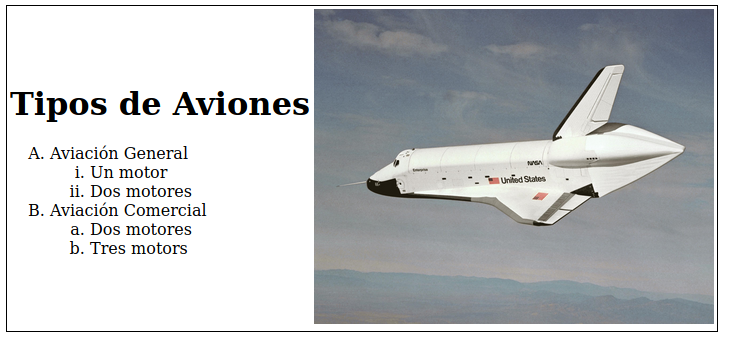 Tipos de Aviones
A. Aviación General
i. Un motor
ii. Dos motores
B. Aviación Comercial
a. Dos motores
b. Tres motors
NASA
United States
Enterprise